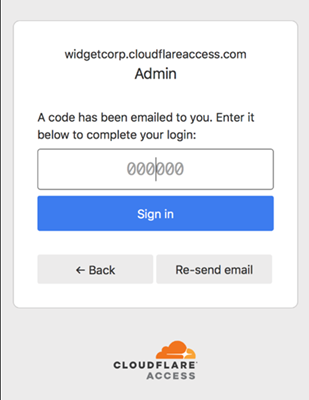 widgetcorp.cloudflareaccess.com
Admin
A code has been emailed to you. Enter it
below to complete your login:
000000
Sign in
← Back
Re-send email
CLOUDFLARE
ACCESS